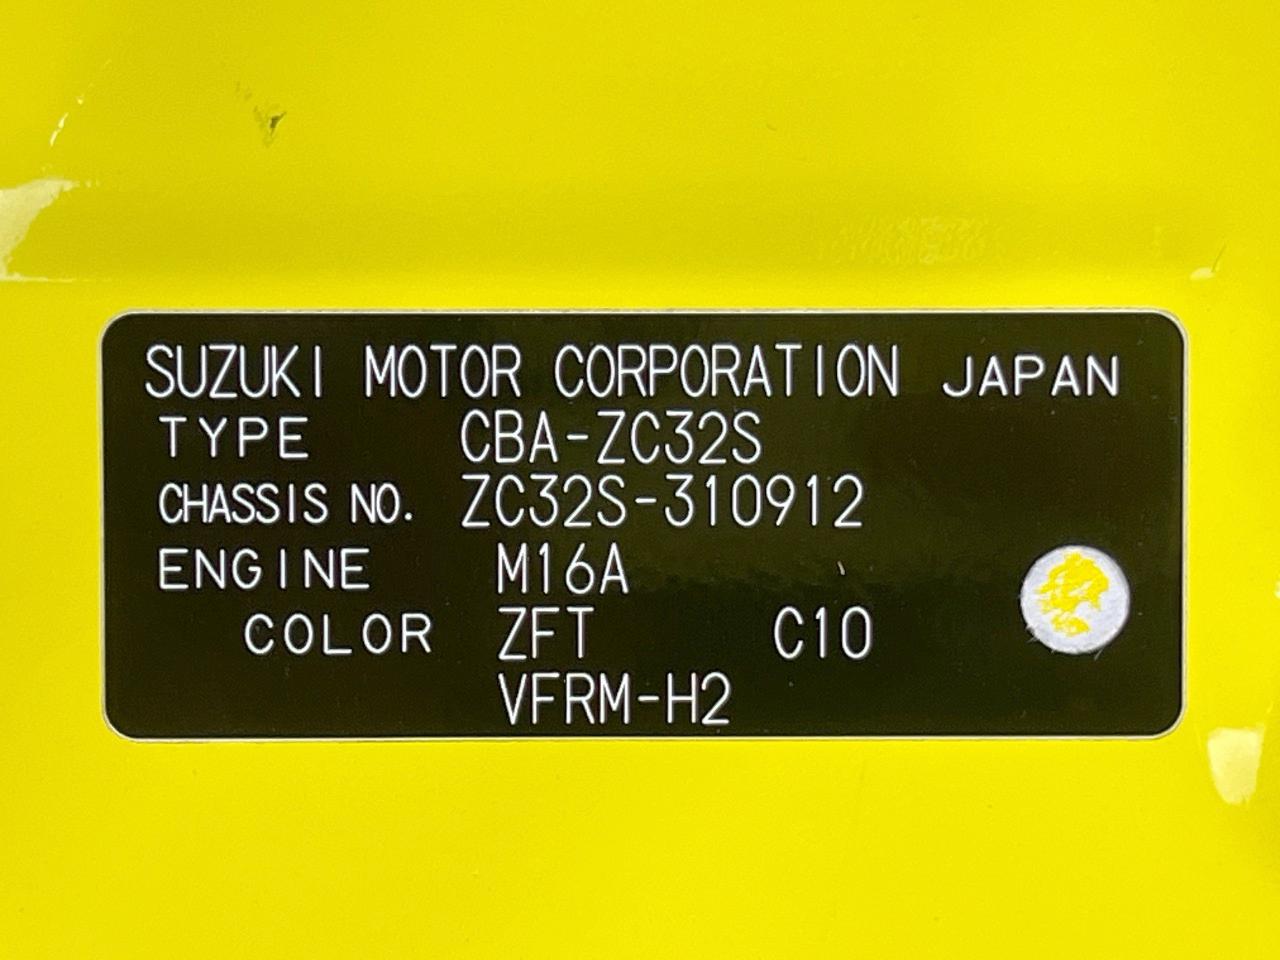 SUZUKI MOTOR CORPORATION JAPAN
TYPE CBA-ZC32S
CHASSIS NO. ZC32S-310912
ENGINE M16A
COLOR ZFT C10
VFRM-H2